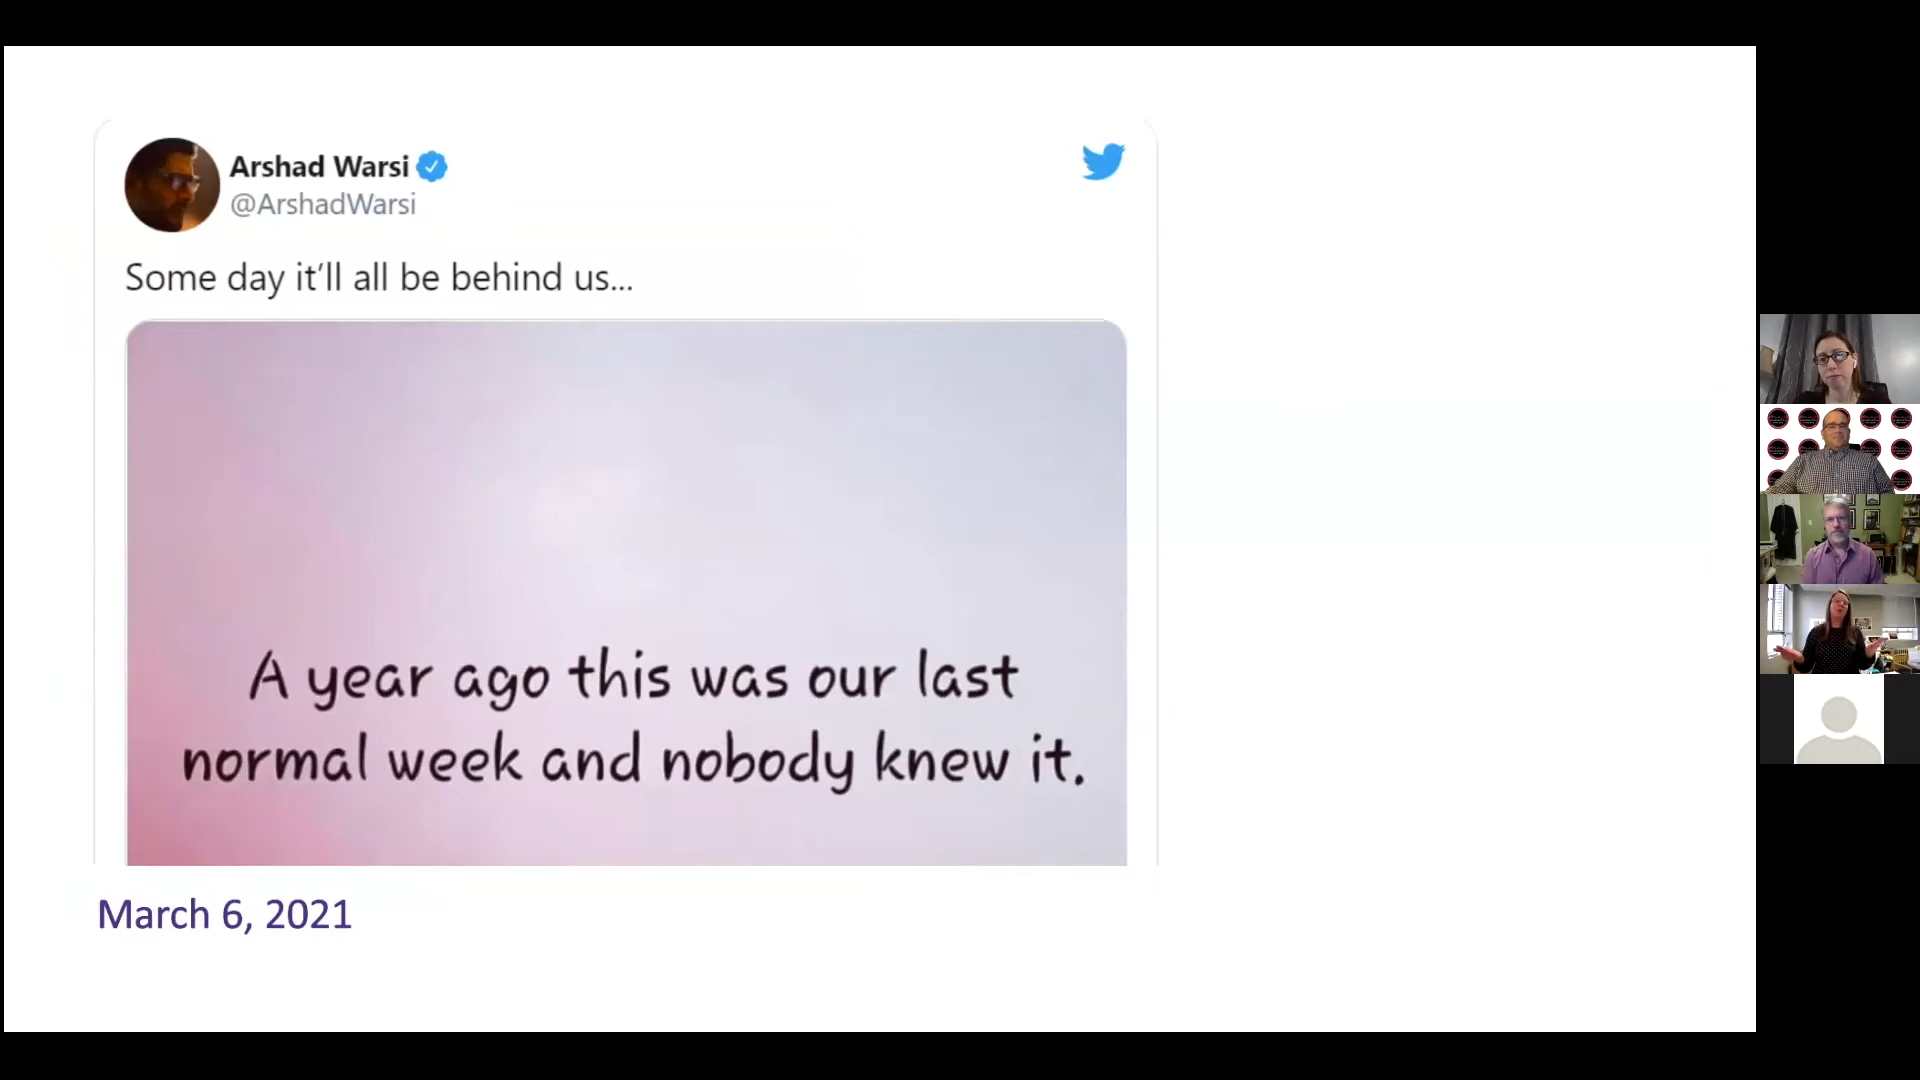 Arshad Warsi
@ArshadWarsi
Some day it’ll all be behind us...
A year ago this was our last
normal week and nobody knew it.
March 6, 2021